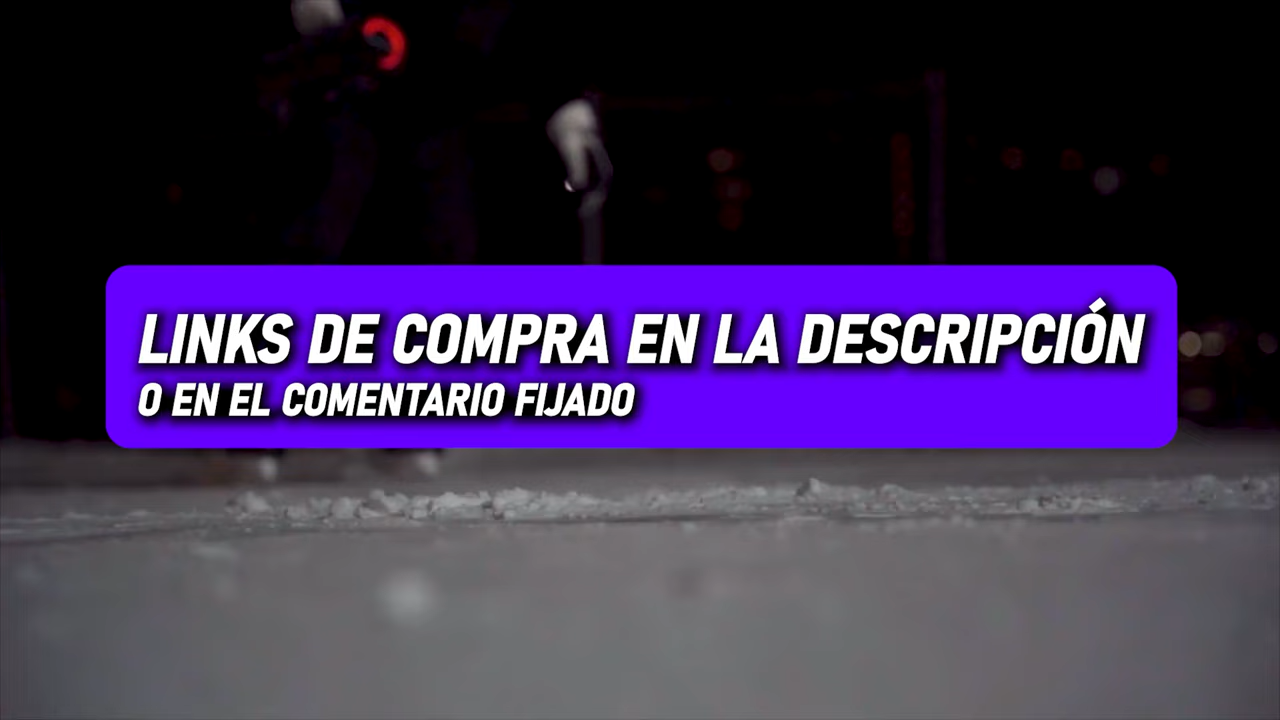 LINKS DE COMPRA EN LA DESCRIPCIÓN
O EN EL COMENTARIO FIJADO